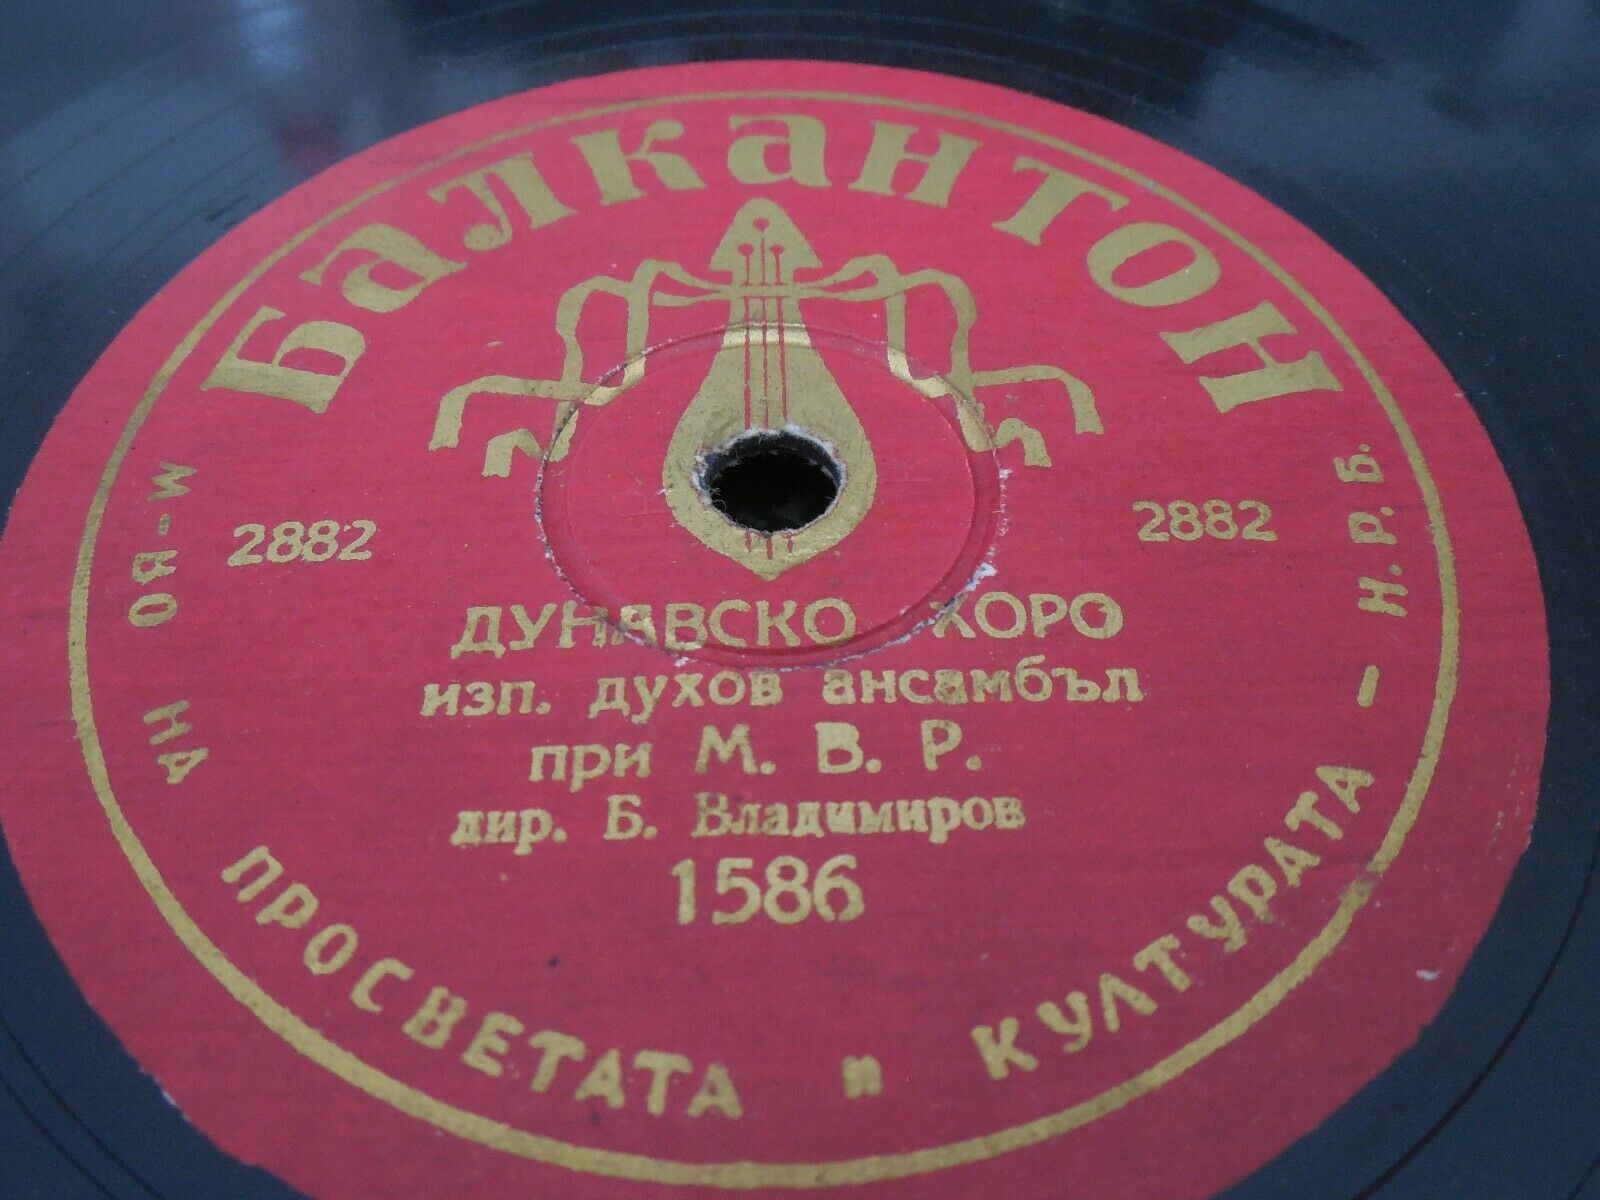 Балкантон
2882 2882
ДУНАВСКО ХОРО
изп. духов ансамбъл
при М. В. Р.
дир. Б. Владимиров
1586
М-ВО НА ПРОСВЕТАТА и КУЛТУРАТА - Н.Р.Б.